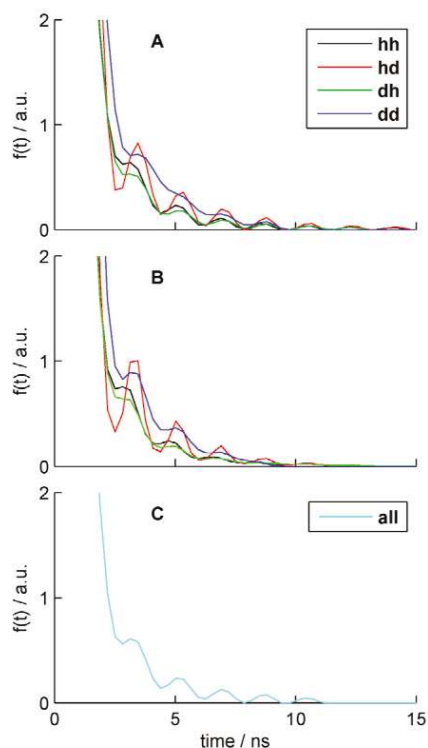 2
A
hh
hd
dh
dd
f(t) / a.u.
1
0
2
B
f(t) / a.u.
1
0
2
C
all
f(t) / a.u.
1
0
0
5
10
15
time / ns